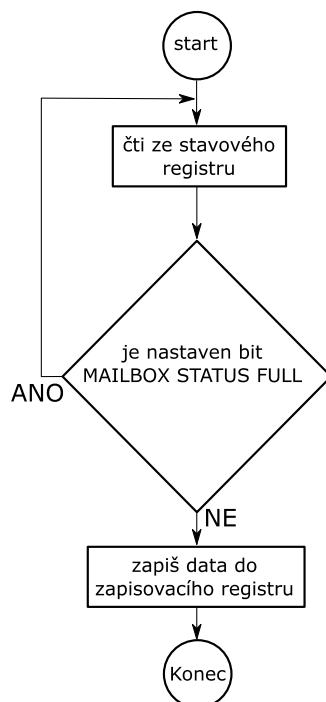 start
čti ze stavového
registru
je nastaven bit
MAILBOX STATUS FULL
ANO
NE
zapiš data do
zapisovacího registru
Konec